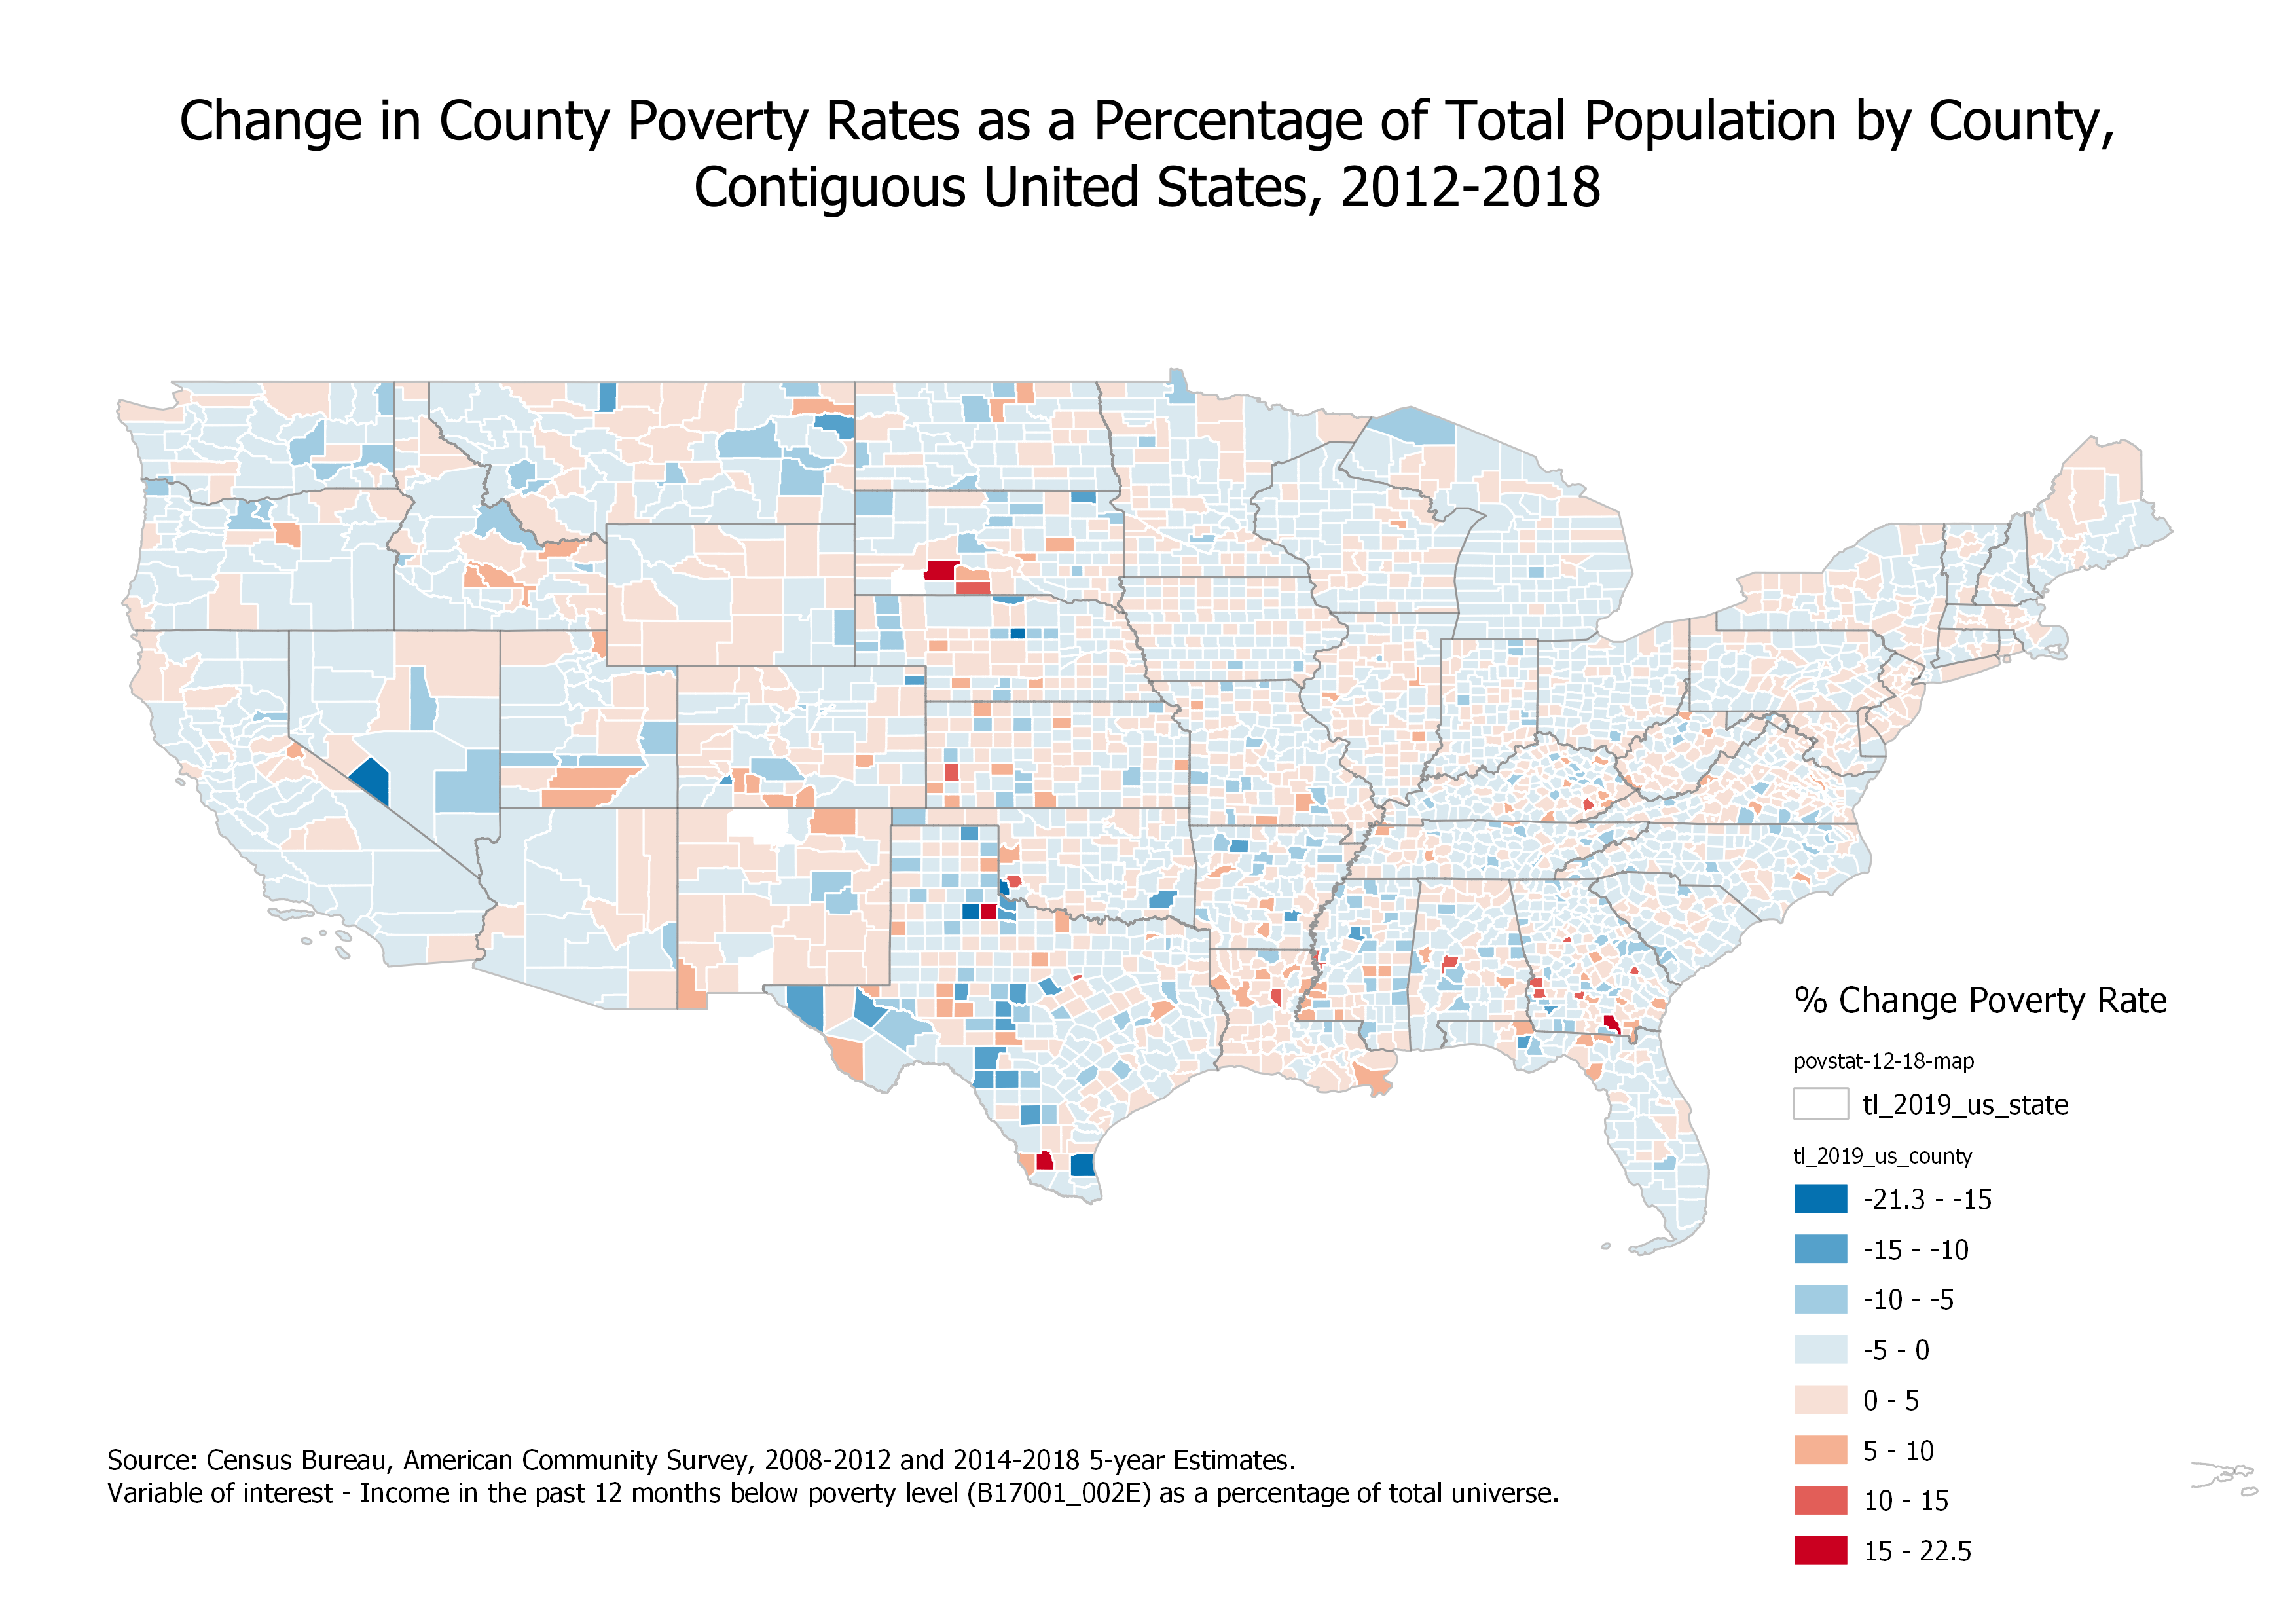 Change in County Poverty Rates as a Percentage of Total Population by County,
Contiguous United States, 2012-2018
% Change Poverty Rate
povstat-12-18-map
tl_2019_us_state
tl_2019_us_county
-21.3 - -15
-15 - -10
-10 - -5
-5 - 0
0 - 5
5 - 10
10 - 15
15 - 22.5
Source: Census Bureau, American Community Survey, 2008-2012 and 2014-2018 5-year Estimates.
Variable of interest - Income in the past 12 months below poverty level (B17001_002E) as a percentage of total universe.